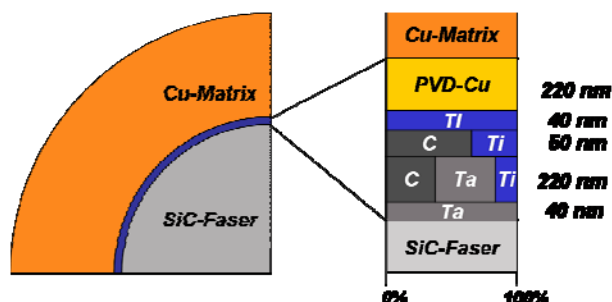 Cu-Matrix
SiC-Faser
Cu-Matrix
PVD-Cu
220 nm
Ti
40 nm
C Ti
60 nm
C Ta Ti
220 nm
Ta
40 nm
SiC-Faser
0% 100%